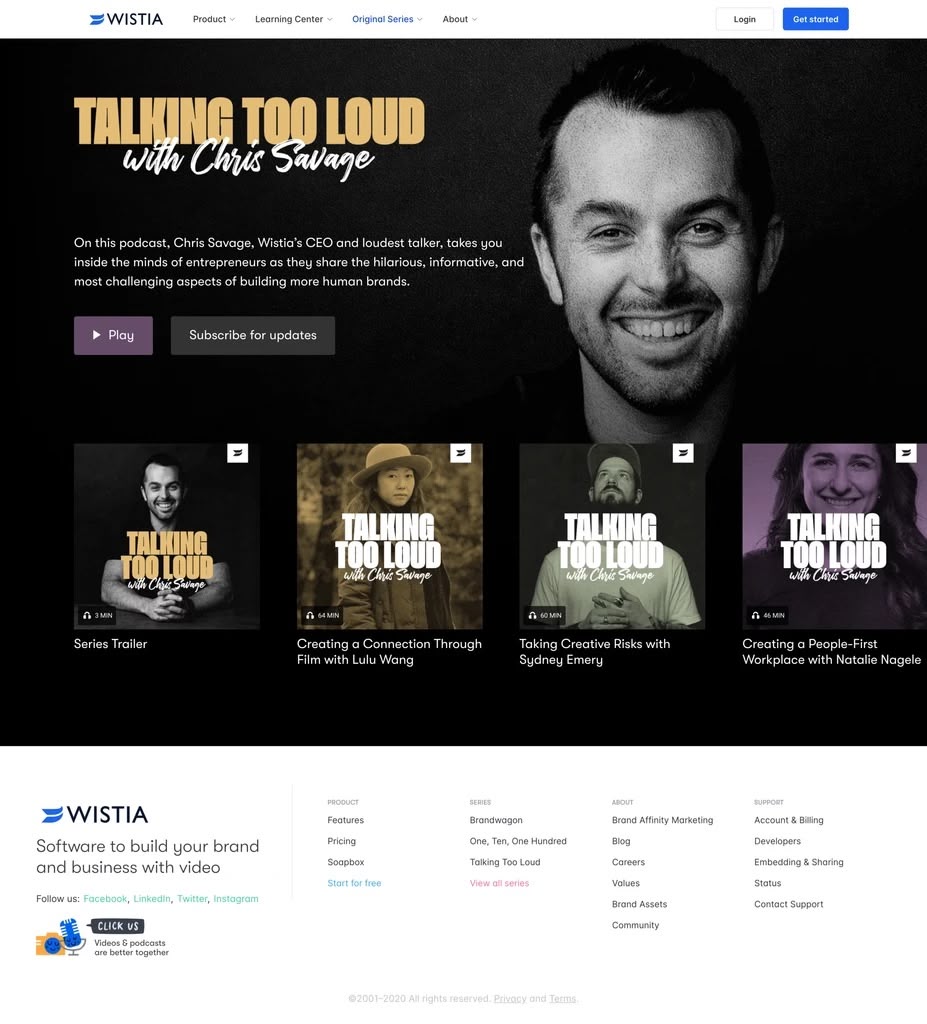 WISTIA
Product
Learning Center
Original Series
About
Login
Get started
TALKING TOO LOUD
with Chris Savage
On this podcast, Chris Savage, Wistia’s CEO and loudest talker, takes you
inside the minds of entrepreneurs as they share the hilarious, informative, and
most challenging aspects of building more human brands.
Play
Subscribe for updates
TALKING
TOO LOUD
with Chris Savage
3 MIN
Series Trailer
TALKING
TOO LOUD
with Chris Savage
64 MIN
Creating a Connection Through
Film with Lulu Wang
TALKING
TOO LOUD
with Chris Savage
60 MIN
Taking Creative Risks with
Sydney Emery
TALKING
TOO LOUD
with Chris Savage
46 MIN
Creating a People-First
Workplace with Natalie Nagele
WISTIA
Software to build your brand
and business with video
Follow us: Facebook, LinkedIn, Twitter, Instagram
CLICK US
Videos & podcasts
are better together
PRODUCT
Features
Pricing
Soapbox
Start for free
SERIES
Brandwagon
One, Ten, One Hundred
Talking Too Loud
View all series
ABOUT
Brand Affinity Marketing
Blog
Careers
Values
Brand Assets
Community
SUPPORT
Account & Billing
Developers
Embedding & Sharing
Status
Contact Support
©2001–2020 All rights reserved. Privacy and Terms.